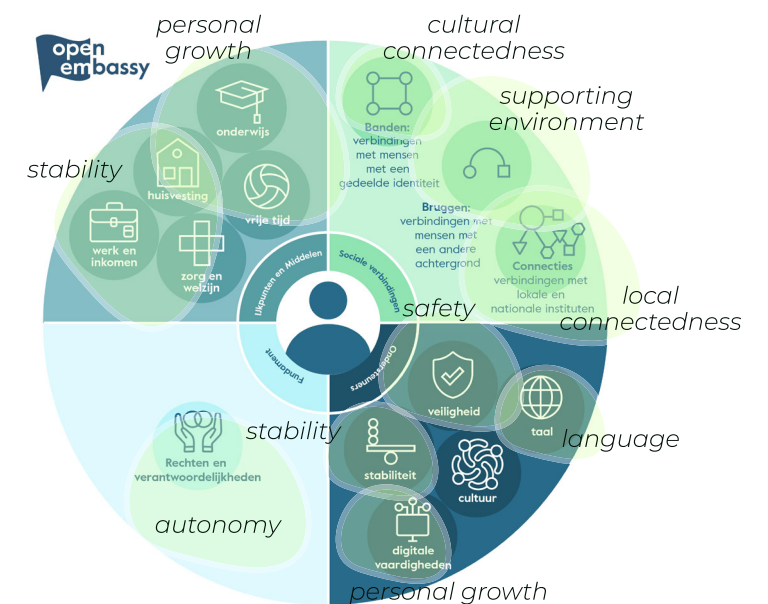 open
embassy
personal
growth
cultural
connectedness
supporting
environment
stability
onderwijs
huisvesting
vrije tijd
werk en
inkomen
zorg en
welzijn
Banden:
verbindingen
met mensen
met een
gedeelde identiteit
Bruggen:
verbindingen met
mensen met
een andere
achtergrond
Connecties
verbindingen met
lokale en
nationale instituten
local
connectedness
IJkpunten en Middelen
Sociale verbindingen
Fundament
Ondersteuners
safety
veiligheid
taal
language
stability
stabiliteit
cultuur
digitale
vaardigheden
personal growth
Rechten en
verantwoordelijkheden
autonomy